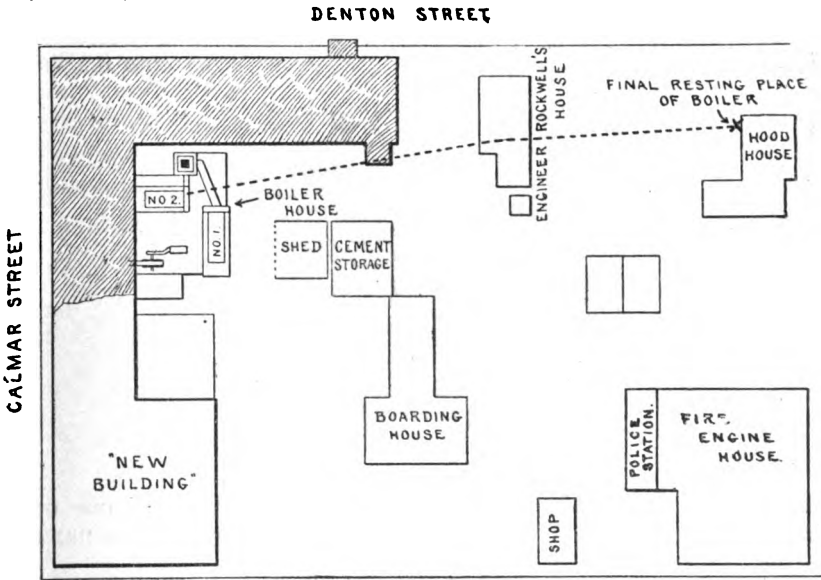 DENTON STREET
ENGINEER ROCKWELL'S
HOUSE
FINAL RESTING PLACE
OF BOILER
HOOD
HOUSE
NO 2.
BOILER
HOUSE
NO. 1.
SHED
CEMENT
STORAGE
CALMAR STREET
BOARDING
HOUSE
POLICE
STATION.
FIRE
ENGINE
HOUSE.
"NEW
BUILDING"
SHOP